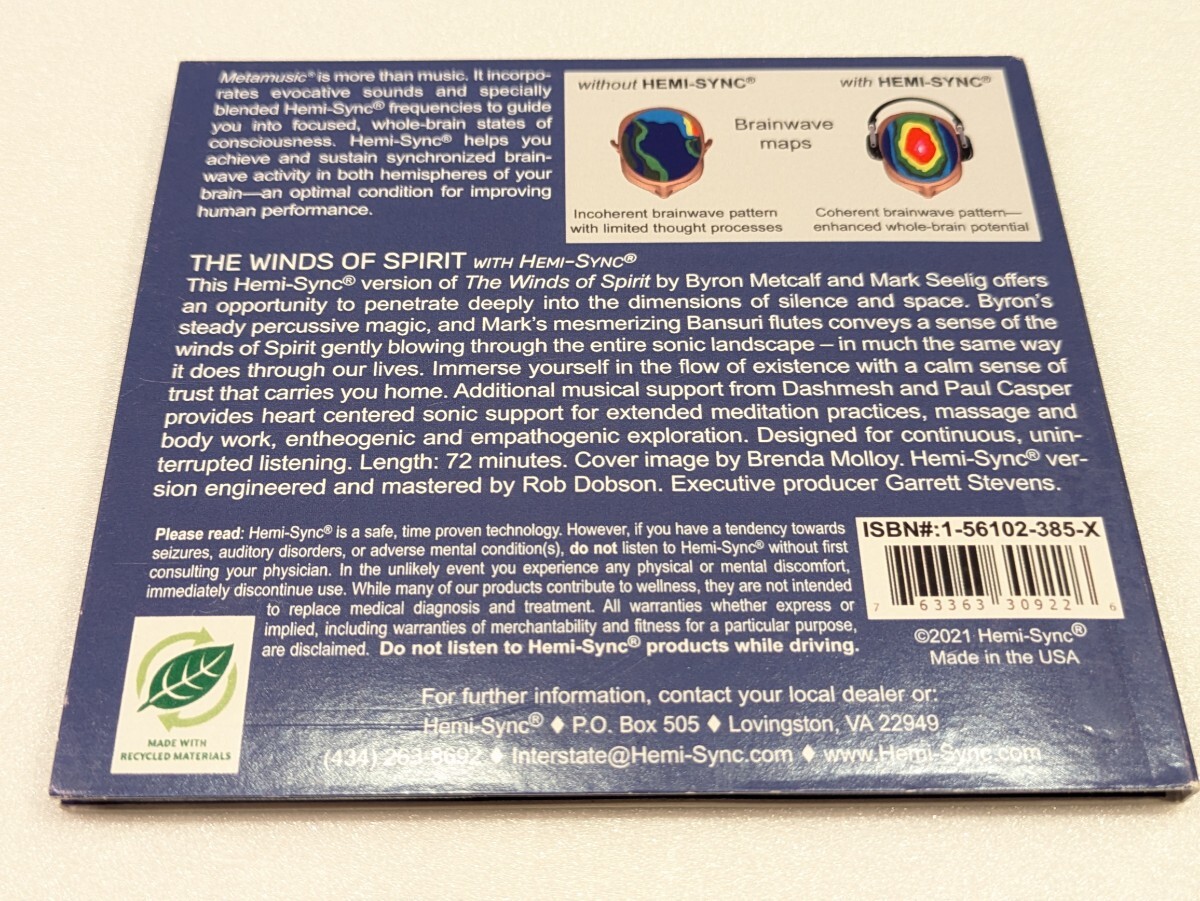 Metamusic® is more than music. It incorpo-
rates evocative sounds and specially
blended Hemi-Sync® frequencies to guide
you into focused, whole-brain states of
consciousness. Hemi-Sync® helps you
achieve and sustain synchronized brain-
wave activity in both hemispheres of your
brain—an optimal condition for improving
human performance.
without HEMI-SYNC®
with HEMI-SYNC®
Brainwave
maps
Incoherent brainwave pattern
with limited thought processes
Coherent brainwave pattern—
enhanced whole-brain potential
THE WINDS OF SPIRIT WITH HEMI-SYNC®
This Hemi-Sync® version of The Winds of Spirit by Byron Metcalf and Mark Seelig offers
an opportunity to penetrate deeply into the dimensions of silence and space. Byron's
steady percussive magic, and Mark's mesmerizing Bansuri flutes conveys a sense of the
winds of Spirit gently blowing through the entire sonic landscape – in much the same way
it does through our lives. Immerse yourself in the flow of existence with a calm sense of
trust that carries you home. Additional musical support from Dashmesh and Paul Casper
provides heart centered sonic support for extended meditation practices, massage and
body work, entheogenic and empathogenic exploration. Designed for continuous, unin-
terrupted listening. Length: 72 minutes. Cover image by Brenda Molloy. Hemi-Sync® ver-
sion engineered and mastered by Rob Dobson. Executive producer Garrett Stevens.
Please read: Hemi-Sync® is a safe, time proven technology. However, if you have a tendency towards
seizures, auditory disorders, or adverse mental condition(s), do not listen to Hemi-Sync® without first
consulting your physician. In the unlikely event you experience any physical or mental discomfort,
immediately discontinue use. While many of our products contribute to wellness, they are not intended
to replace medical diagnosis and treatment. All warranties whether express or
implied, including warranties of merchantability and fitness for a particular purpose,
are disclaimed. Do not listen to Hemi-Sync® products while driving.
ISBN#:1-56102-385-X
7 63363 30922 6
©2021 Hemi-Sync®
Made in the USA
MADE WITH
RECYCLED MATERIALS
For further information, contact your local dealer or:
Hemi-Sync® ♦ P.O. Box 505 ♦ Lovingston, VA 22949
(434) 263-8692 ♦ Interstate@Hemi-Sync.com ♦ www.Hemi-Sync.com